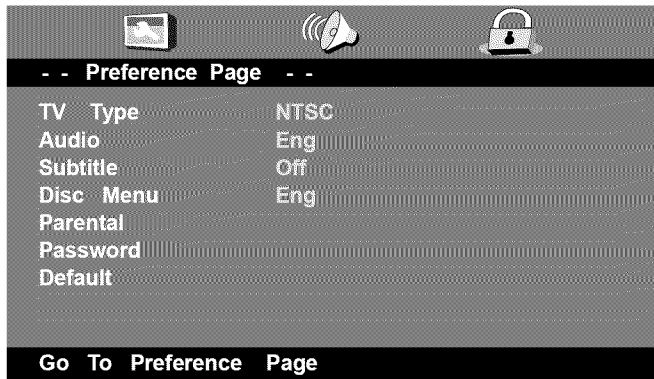 - - Preference Page - -
TV Type NTSC
Audio Eng
Subtitle Off
Disc Menu Eng
Parental
Password
Default
Go To Preference Page